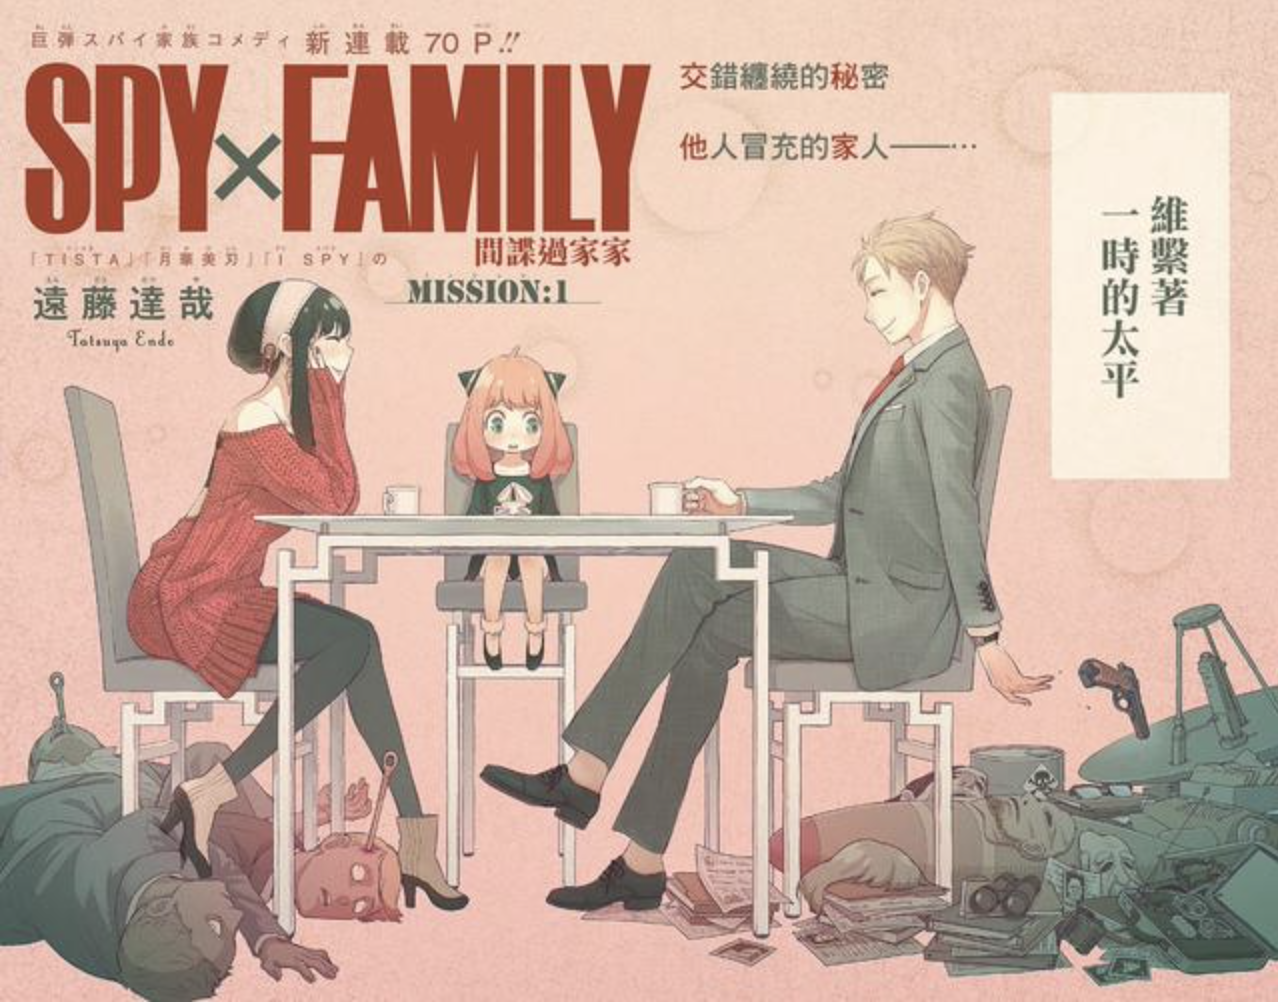 巨弾スパイ家族コメディ 新連載 70 P!!
SPY×FAMILY
間諜過家家
「TISTA」「月華美刃」「I SPY」の
遠藤達哉
Tatsuya Endo
MISSION:1
交錯纏繞的秘密
他人冒充的家人——…
維繫著
一時的太平